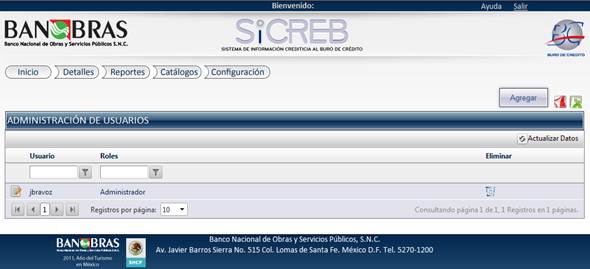 Bienvenido: Ayuda Salir
BANOBRAS
Banco Nacional de Obras y Servicios Públicos S.N.C.
SiCREB
SISTEMA DE INFORMACIÓN CREDITICIA AL BURÓ DE CRÉDITO
BURÓ DE CRÉDITO
Inicio Detalles Reportes Catálogos Configuración
Agregar
ADMINISTRACIÓN DE USUARIOS
Actualizar Datos
Usuario Roles Eliminar
jbravoz Administrador
1 Registros por página: 10 Consultando página 1 de 1, 1 Registros en 1 páginas.
BANOBRAS
2011, Año del Turismo
en México
SHCP
Banco Nacional de Obras y Servicios Públicos, S.N.C.
Av. Javier Barros Sierra No. 515 Col. Lomas de Santa Fe. México D.F. Tel. 5270-1200